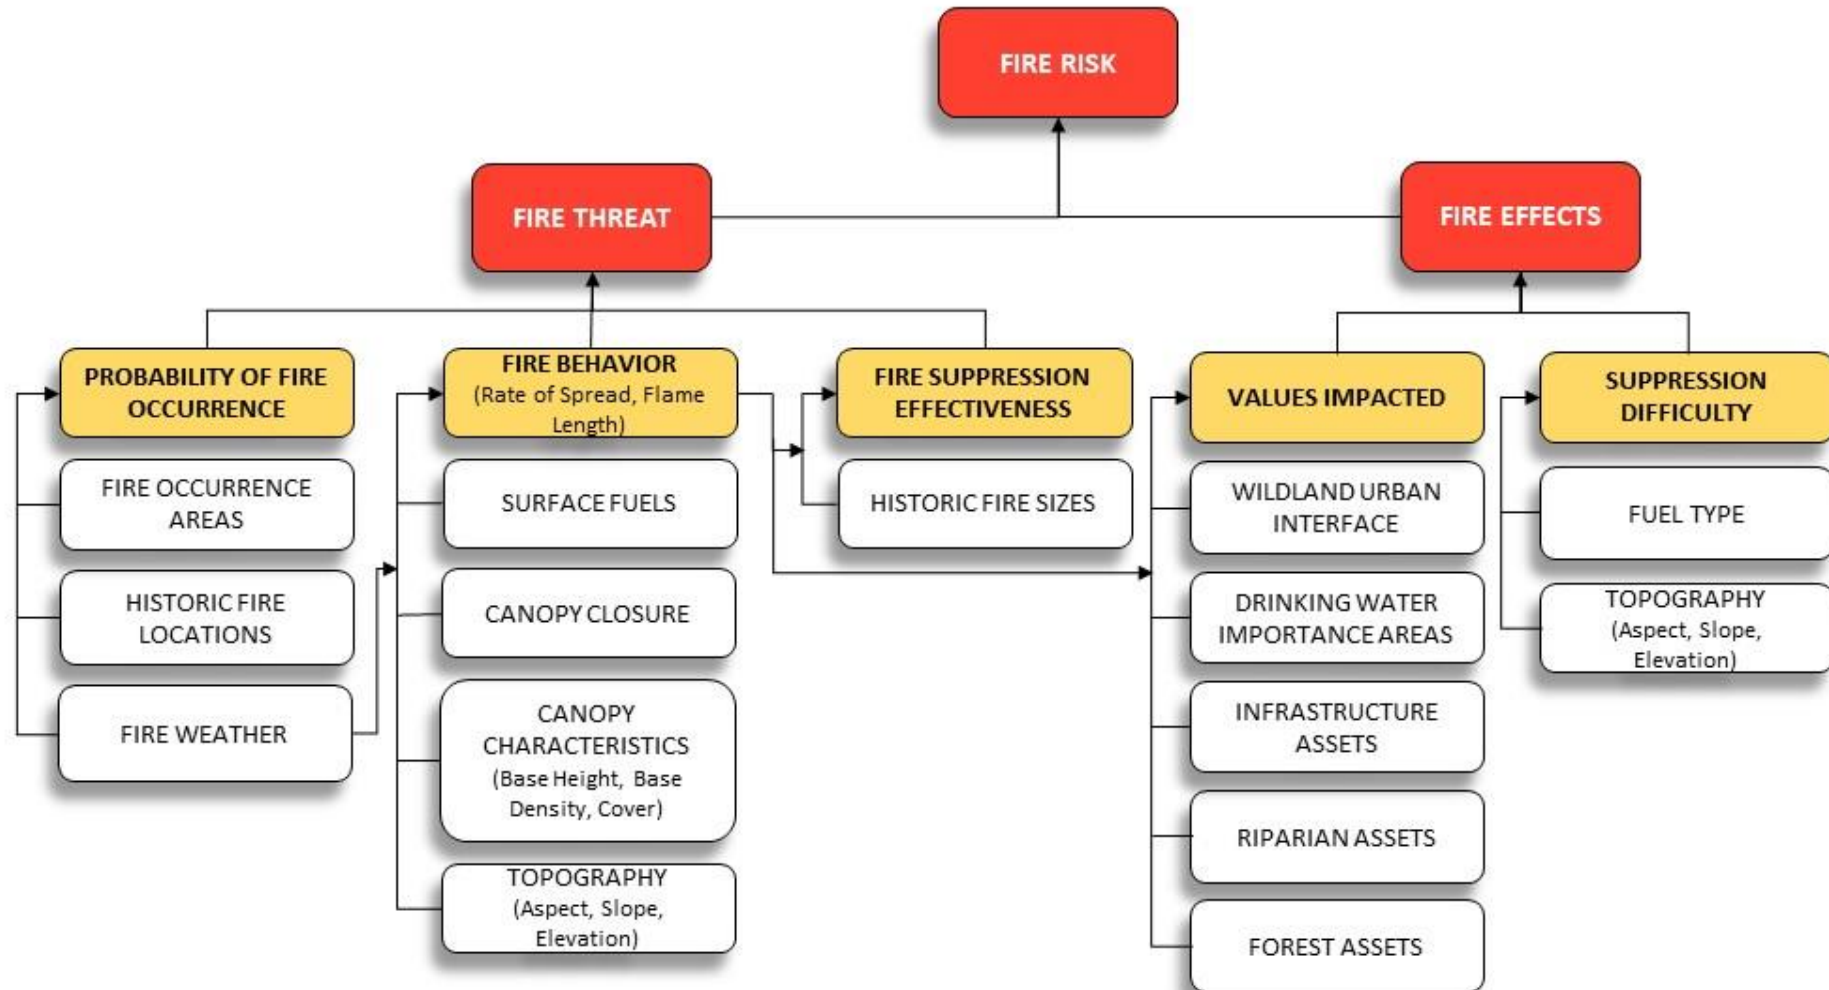 FIRE RISK
FIRE THREAT
FIRE EFFECTS
PROBABILITY OF FIRE
OCCURRENCE
FIRE OCCURRENCE
AREAS
HISTORIC FIRE
LOCATIONS
FIRE WEATHER
FIRE BEHAVIOR
(Rate of Spread, Flame
Length)
SURFACE FUELS
CANOPY CLOSURE
CANOPY
CHARACTERISTICS
(Base Height, Base
Density, Cover)
TOPOGRAPHY
(Aspect, Slope,
Elevation)
FIRE SUPPRESSION
EFFECTIVENESS
HISTORIC FIRE SIZES
VALUES IMPACTED
WILDLAND URBAN
INTERFACE
DRINKING WATER
IMPORTANCE AREAS
INFRASTRUCTURE
ASSETS
RIPARIAN ASSETS
FOREST ASSETS
SUPPRESSION
DIFFICULTY
FUEL TYPE
TOPOGRAPHY
(Aspect, Slope,
Elevation)